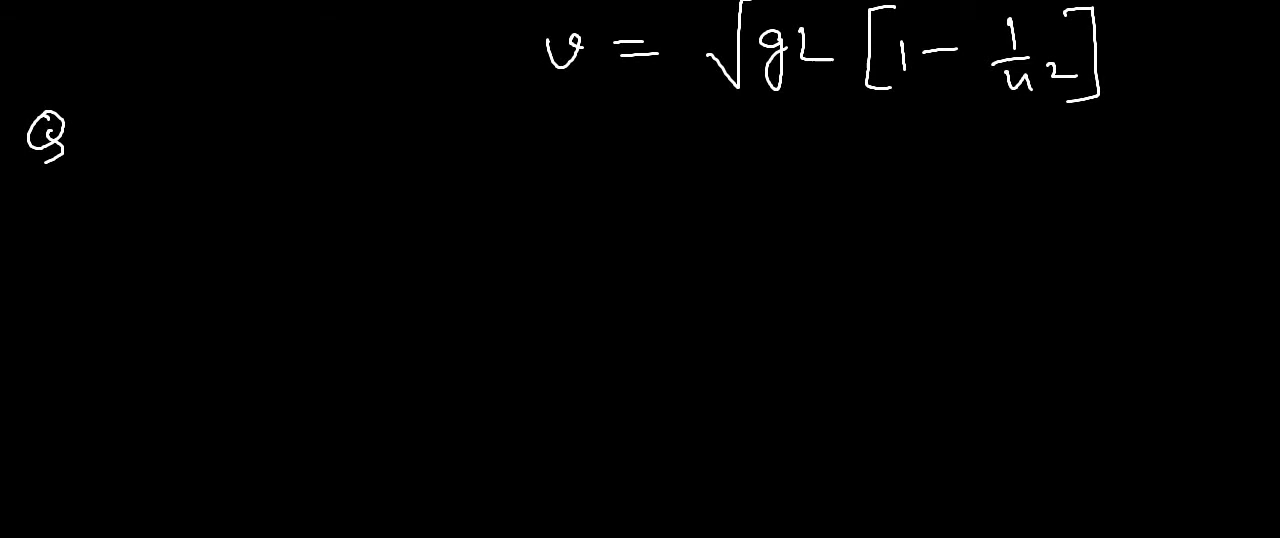 v = √gL [1 - 1/n²]
Q